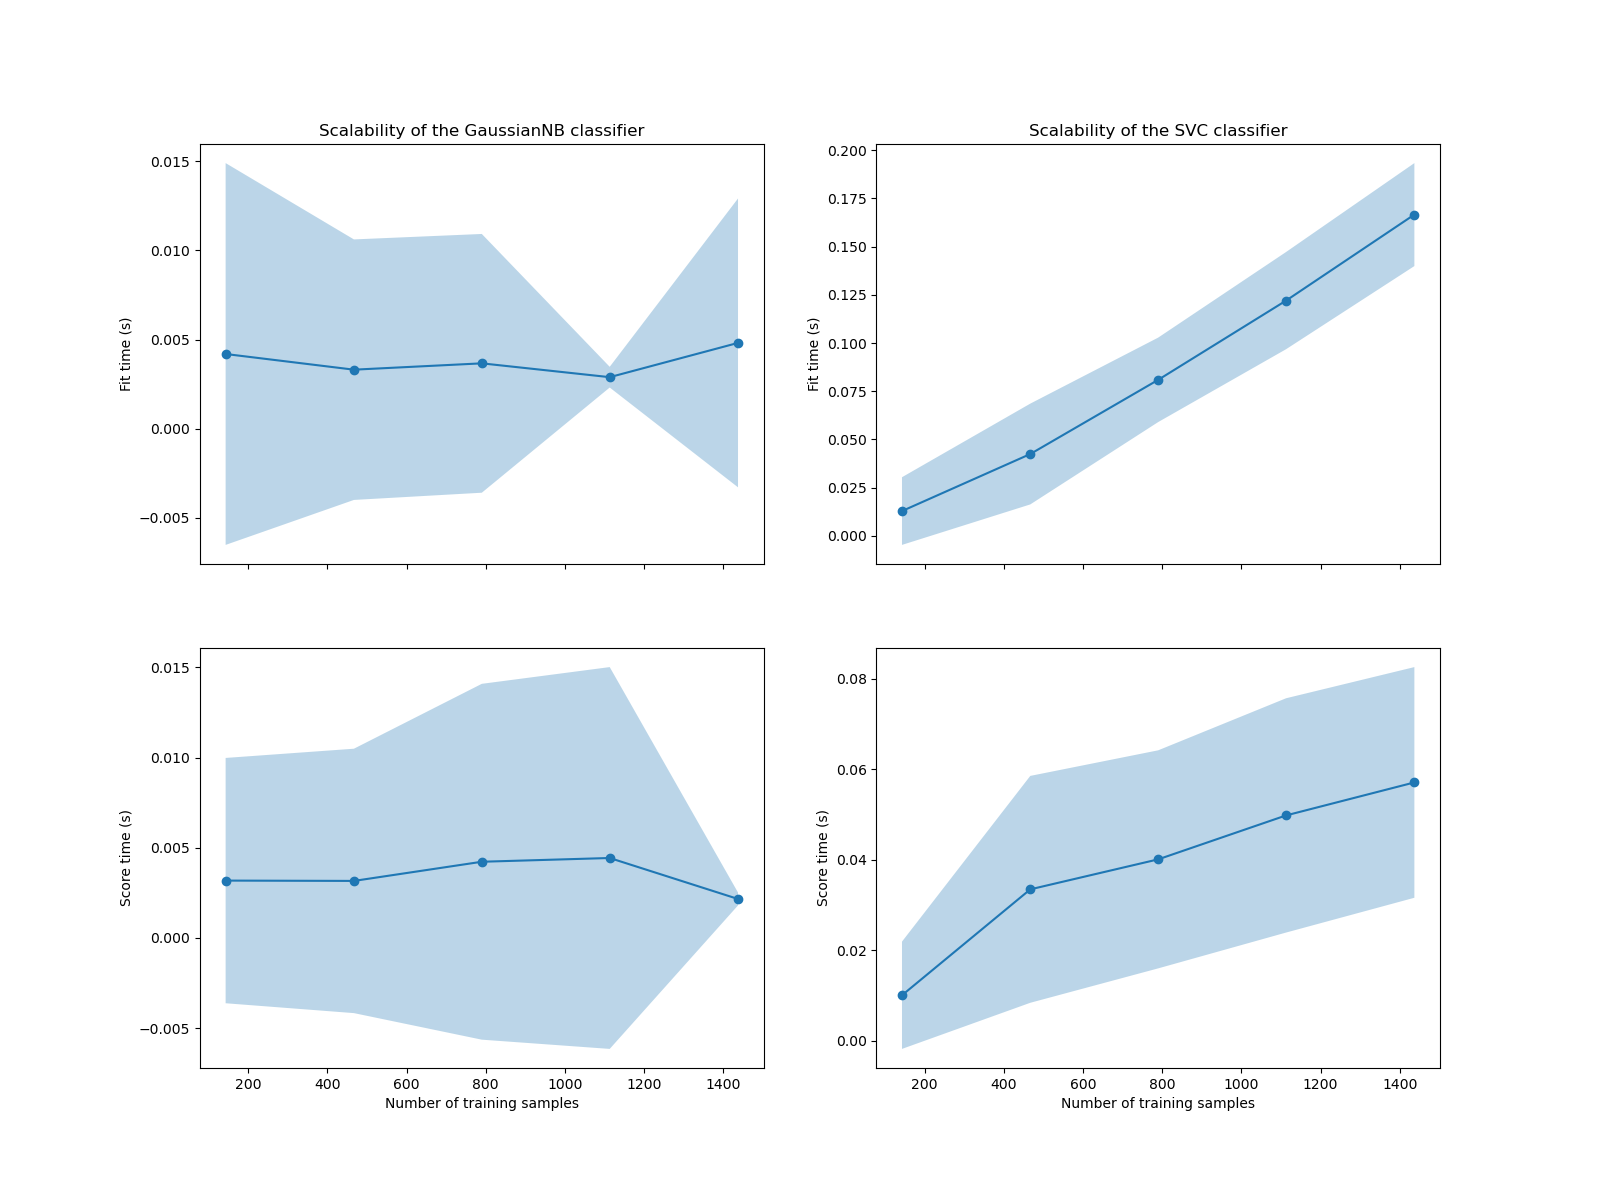 Scalability of the GaussianNB classifier
0.015
0.010
0.005
0.000
−0.005
Fit time (s)
Scalability of the SVC classifier
0.200
0.175
0.150
0.125
0.100
0.075
0.050
0.025
0.000
Fit time (s)
0.015
0.010
0.005
0.000
−0.005
Score time (s)
200 400 600 800 1000 1200 1400
Number of training samples
0.08
0.06
0.04
0.02
0.00
Score time (s)
200 400 600 800 1000 1200 1400
Number of training samples